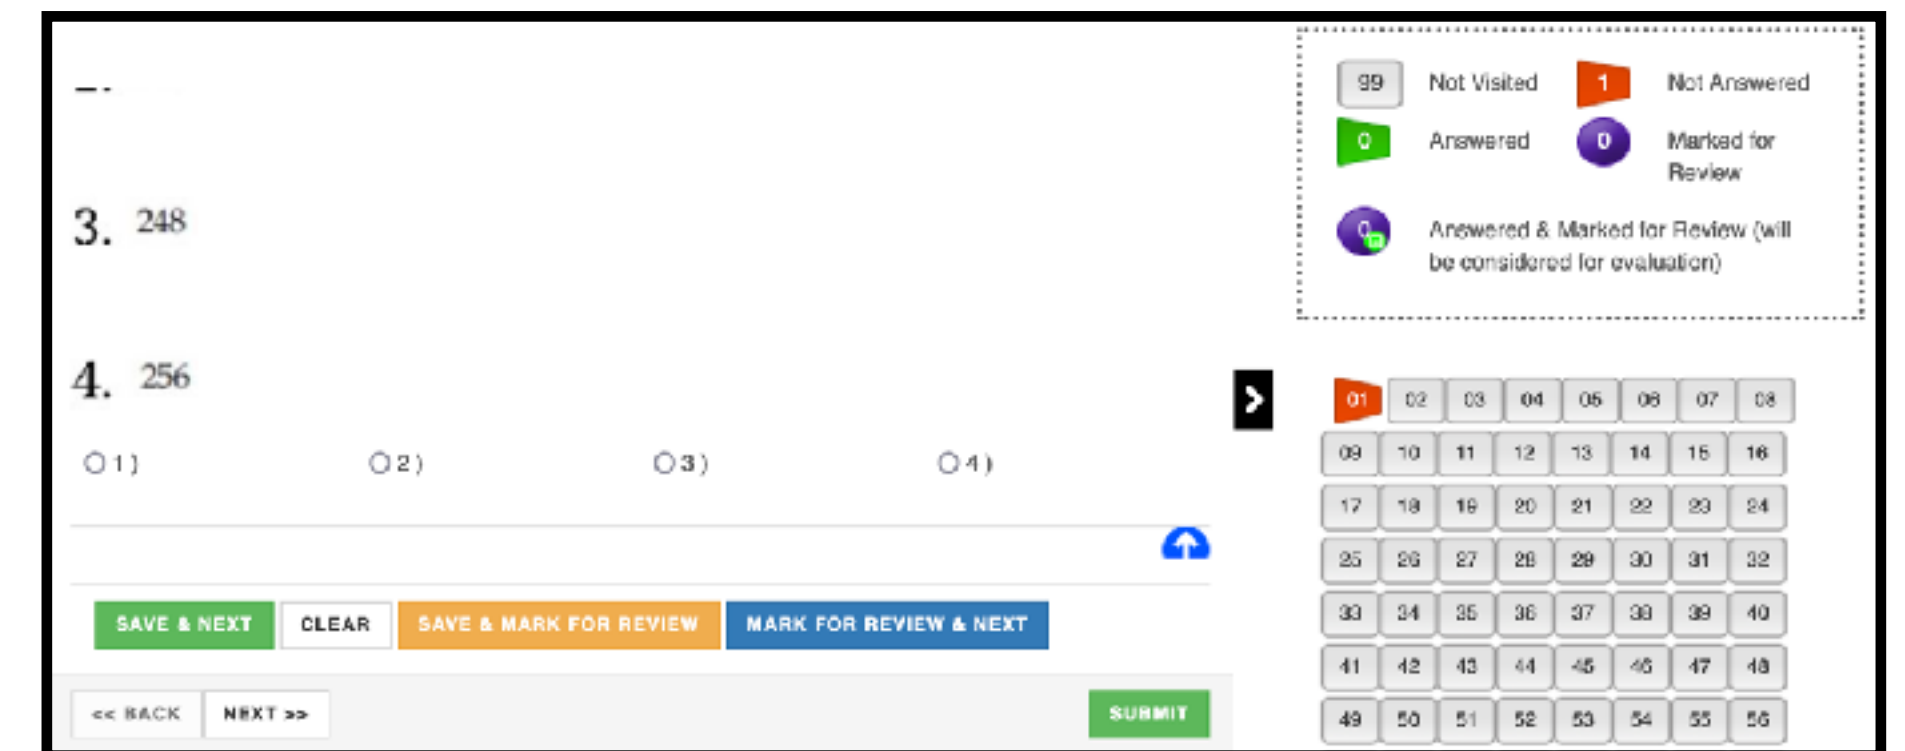 3. 248
4. 256
1)
2)
3)
4)
SAVE & NEXT
CLEAR
SAVE & MARK FOR REVIEW
MARK FOR REVIEW & NEXT
<< BACK
NEXT >>
SUBMIT
99 Not Visited
1 Not Answered
0 Answered
0 Marked for
Review
0 Answered & Marked for Review (will
be considered for evaluation)
01 02 03 04 05 06 07 08
09 10 11 12 13 14 15 16
17 18 19 20 21 22 23 24
25 26 27 28 29 30 31 32
33 34 35 36 37 38 39 40
41 42 43 44 45 46 47 48
49 50 51 52 53 54 55 56